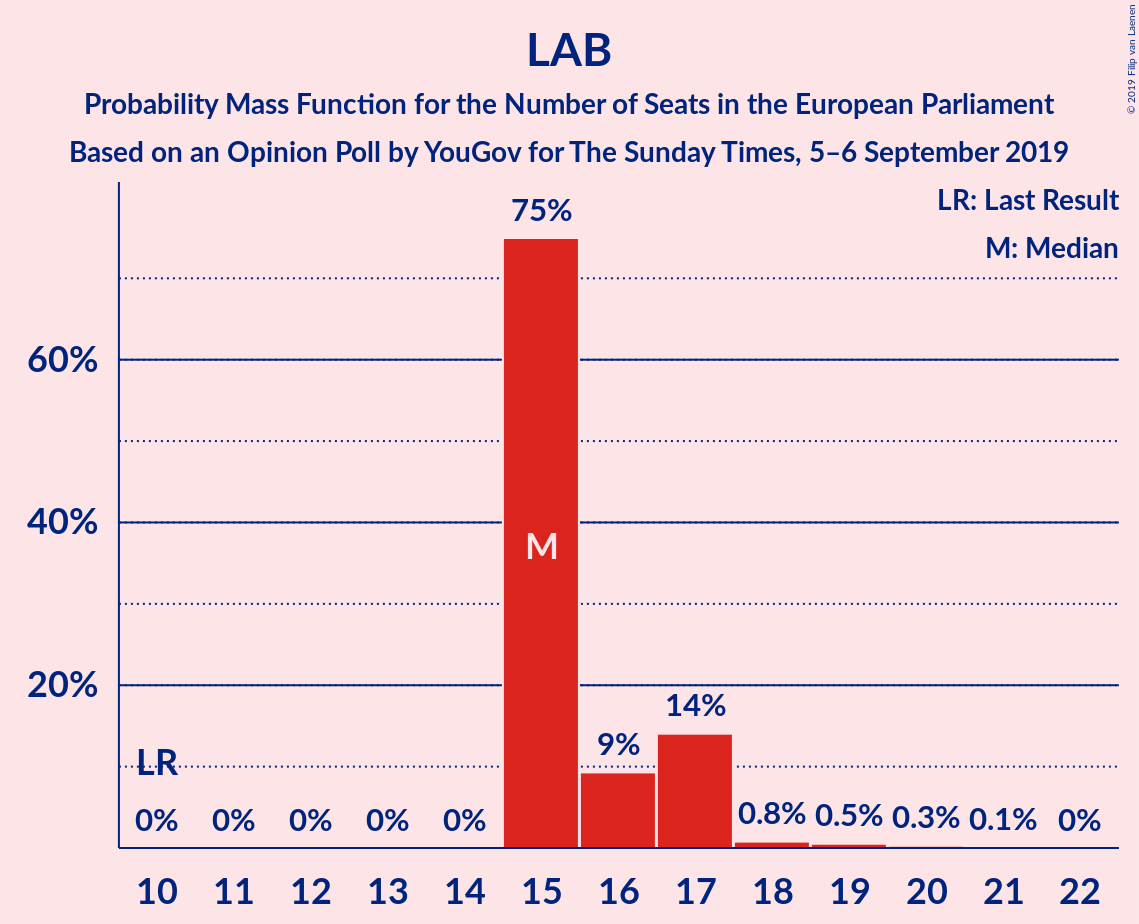 LAB
Probability Mass Function for the Number of Seats in the European Parliament
Based on an Opinion Poll by YouGov for The Sunday Times, 5–6 September 2019
© 2019 Filip van Laenen
LR: Last Result
M: Median
75%
60%
40%
M
20%
14%
9%
LR
0% 0% 0% 0% 0% 0.8% 0.5% 0.3% 0.1% 0%
10 11 12 13 14 15 16 17 18 19 20 21 22